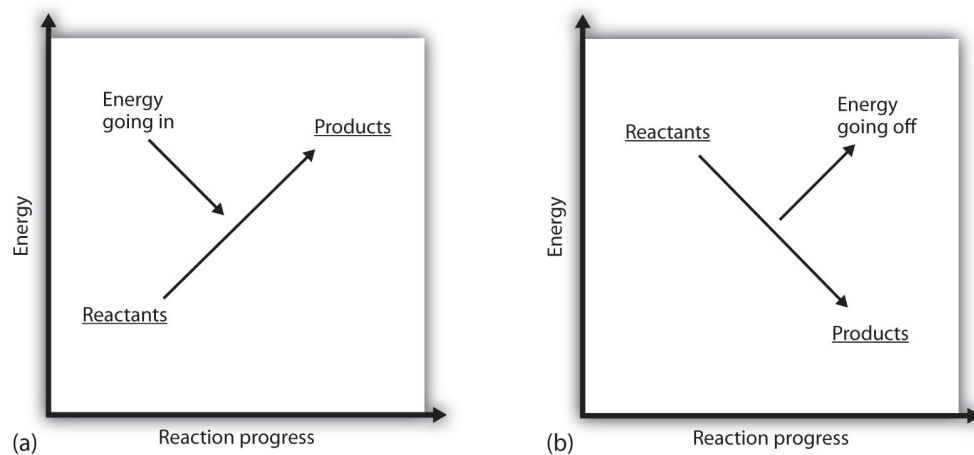 Energy
going in
Products
Reactants
Energy
Reaction progress
(a)
Energy
going off
Reactants
Products
Energy
Reaction progress
(b)